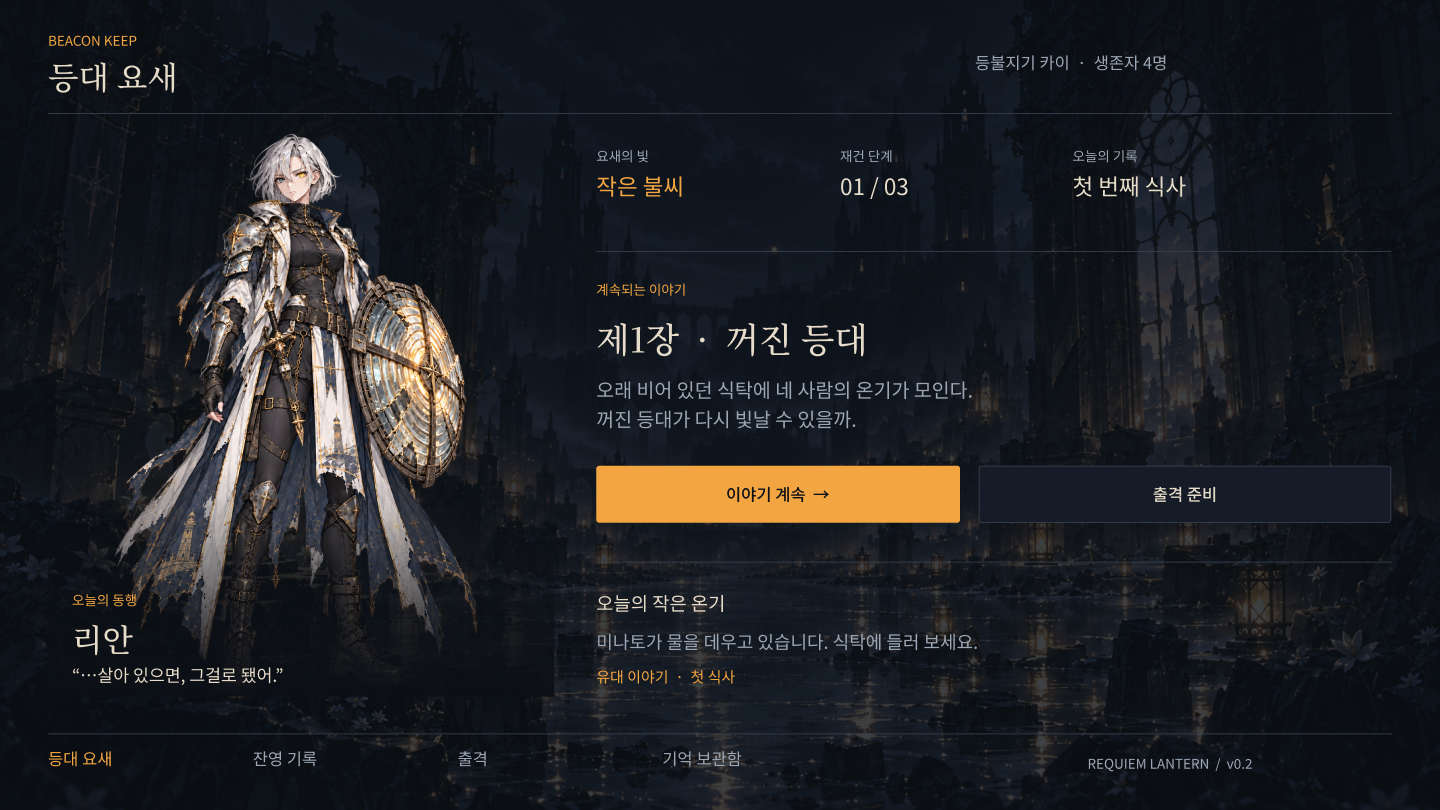 BEACON KEEP
등대 요새
등불지기 카이 · 생존자 4명
요새의 빛
작은 불씨
재건 단계
01 / 03
오늘의 기록
첫 번째 식사
계속되는 이야기
제1장 · 꺼진 등대
오래 비어 있던 식탁에 네 사람의 온기가 모인다.
꺼진 등대가 다시 빛날 수 있을까.
이야기 계속 →
출격 준비
오늘의 동행
리안
“…살아 있으면, 그걸로 됐어.”
오늘의 작은 온기
미나토가 물을 데우고 있습니다. 식탁에 들러 보세요.
유대 이야기 · 첫 식사
등대 요새
잔영 기록
출격
기억 보관함
REQUIEM LANTERN / v0.2